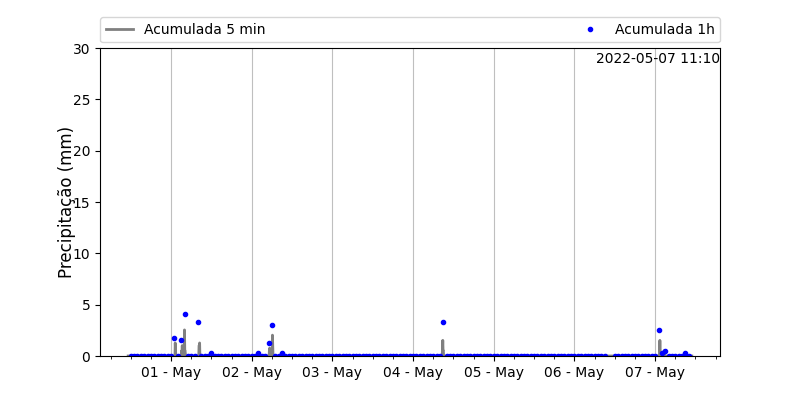 Acumulada 5 min
Acumulada 1h
2022-05-07 11:10
Precipitação (mm)
30
25
20
15
10
5
0
01 - May
02 - May
03 - May
04 - May
05 - May
06 - May
07 - May